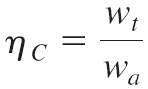 η_C = w_t / w_a